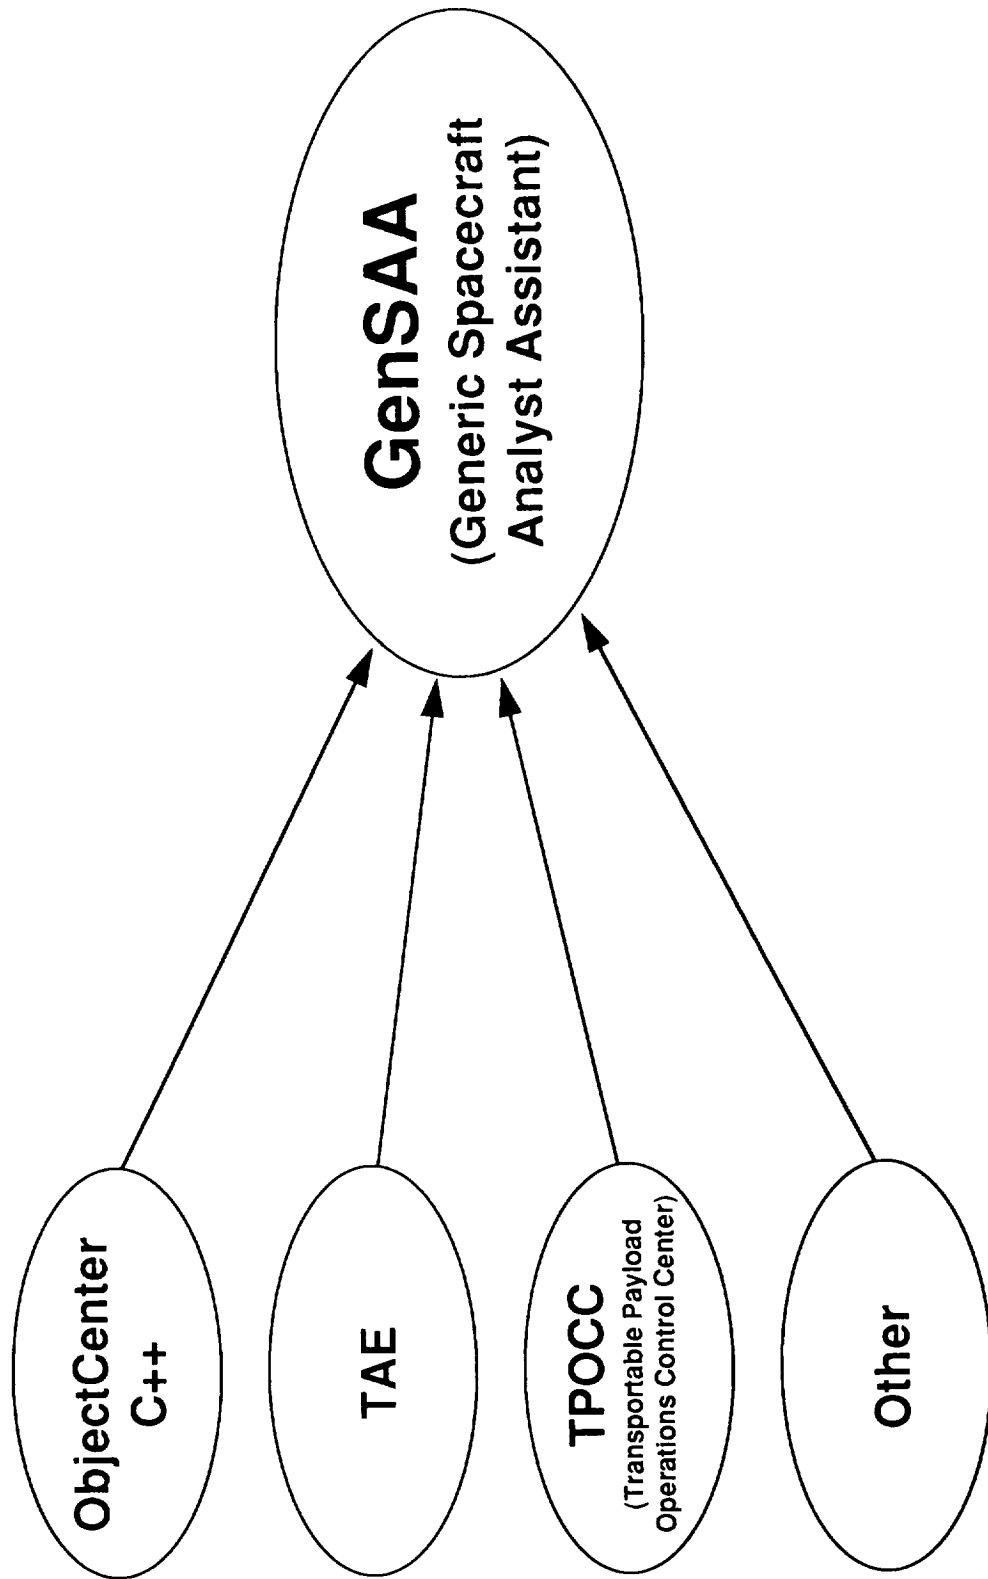 ObjectCenter
C++
TAE
TPOCC
(Transportable Payload
Operations Control Center)
Other
GenSAA
(Generic Spacecraft
Analyst Assistant)